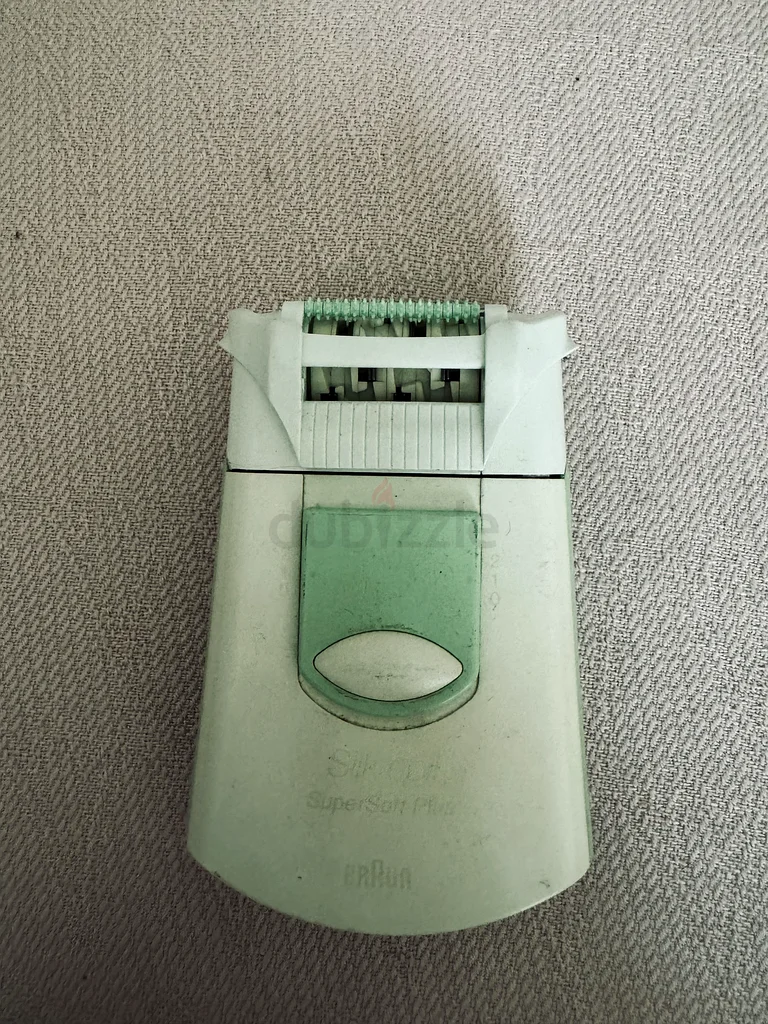 dubizzle
2
1
0
Silk·épil
SuperSoft Plus
BRAUN